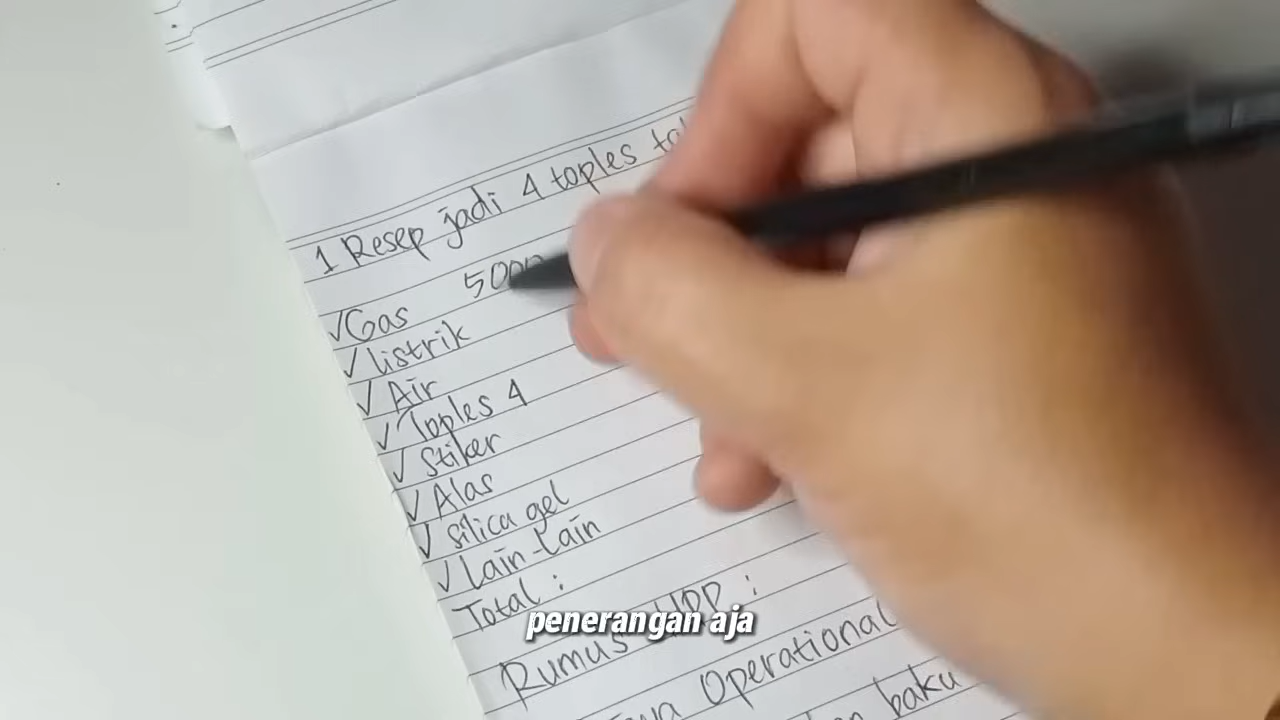 1 Resep jadi 4 toples
✓Gas 5000
✓listrik
✓Air
✓Toples 4
✓Stiker
✓Alas
✓silica gel
✓Lain-lain
Total :
penerangan aja
Rumus HPP :
Operational
baku